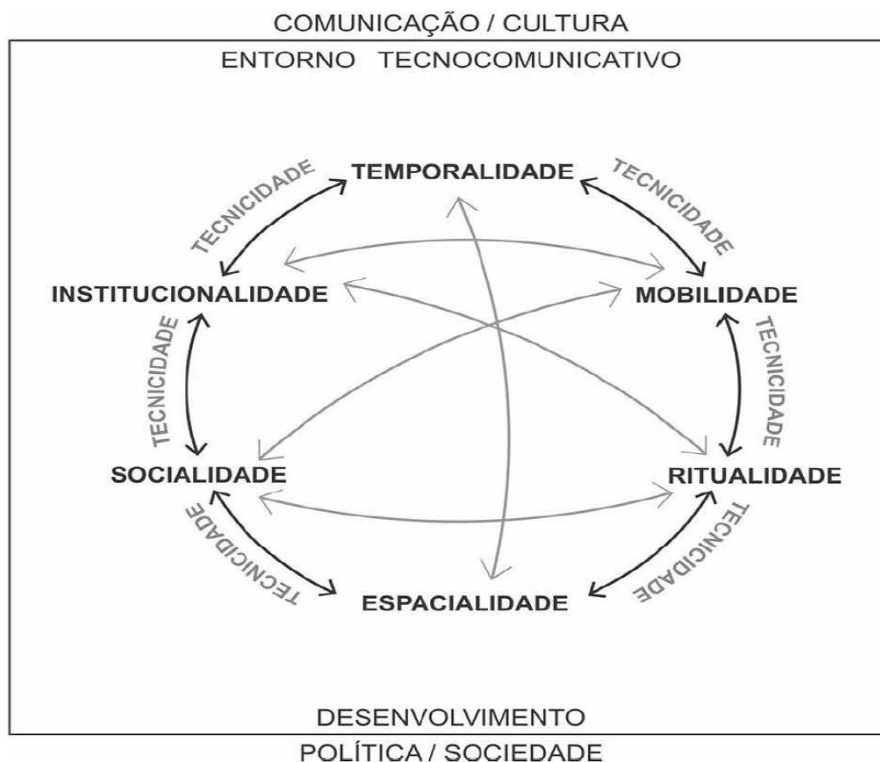 COMUNICAÇÃO / CULTURA
ENTORNO TECNOCOMUNICATIVO
TEMPORALIDADE
TECNICIDADE
TECNICIDADE
INSTITUCIONALIDADE
MOBILIDADE
TECNICIDADE
TECNICIDADE
SOCIALIDADE
RITUALIDADE
TECNICIDADE
TECNICIDADE
ESPACIALIDADE
DESENVOLVIMENTO
POLÍTICA / SOCIEDADE